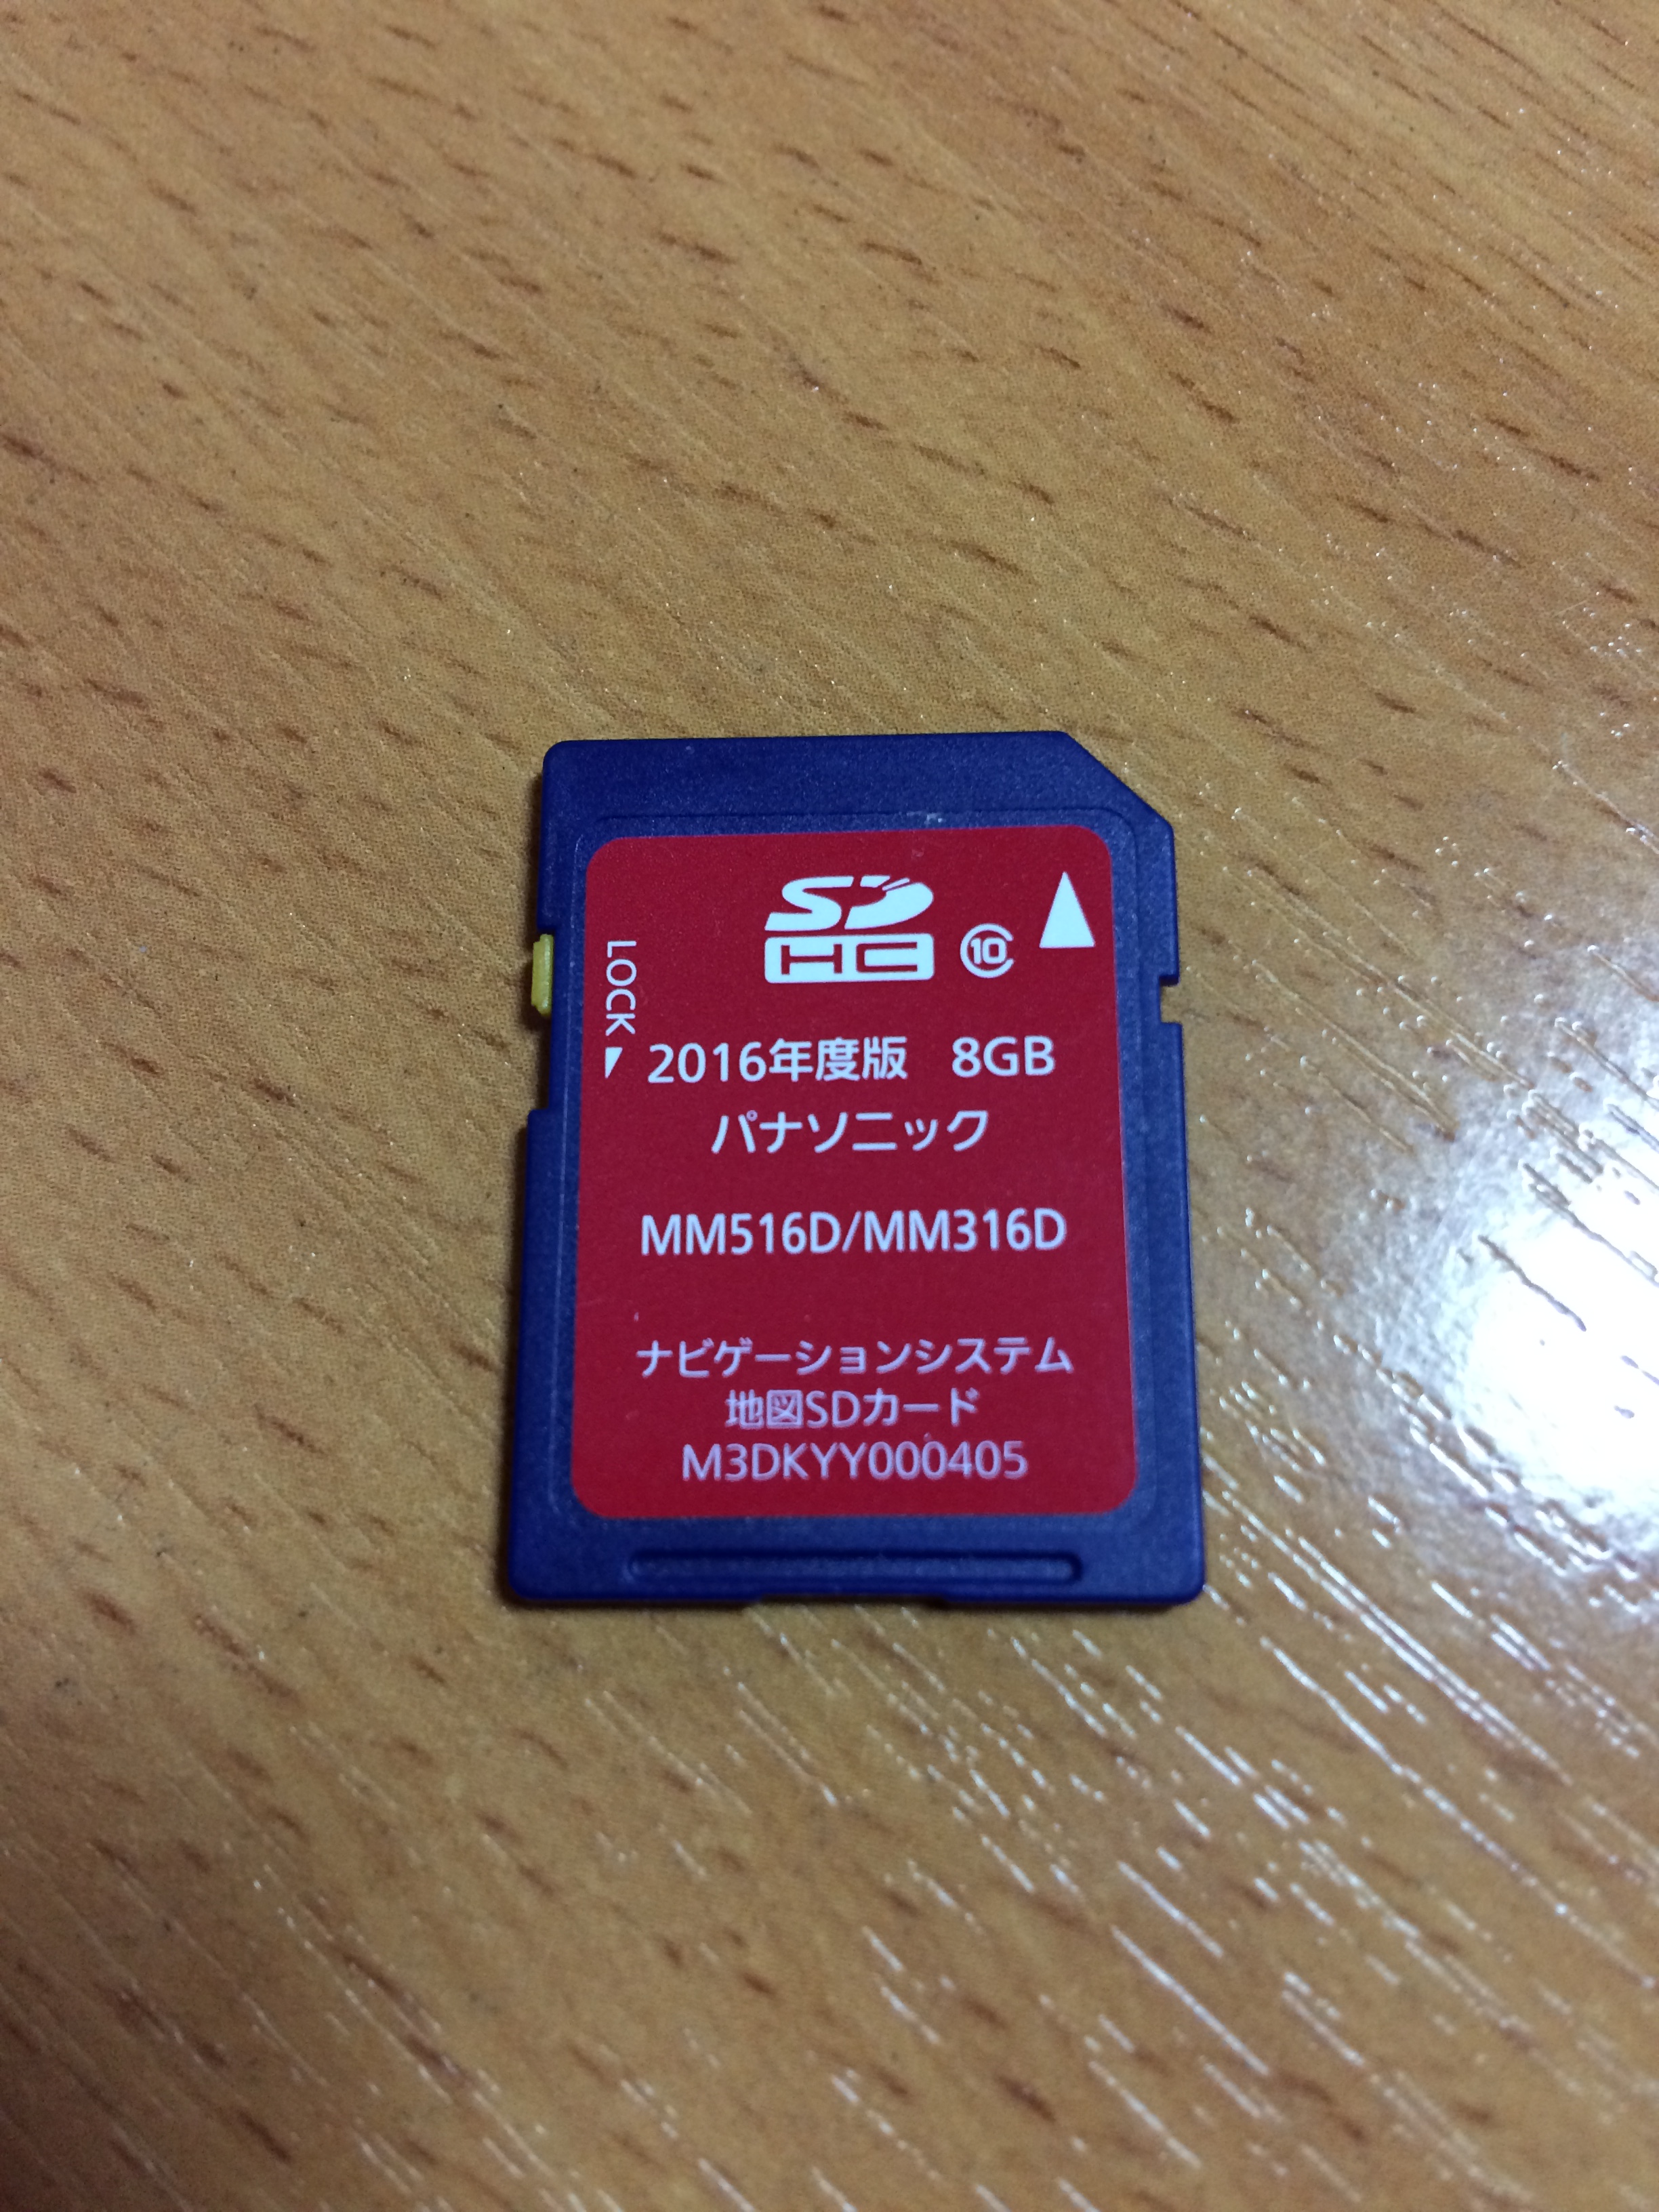 SD
HC 10
LOCK
2016年度版 8GB
パナソニック
MM516D/MM316D
ナビゲーションシステム
地図SDカード
M3DKYY000405